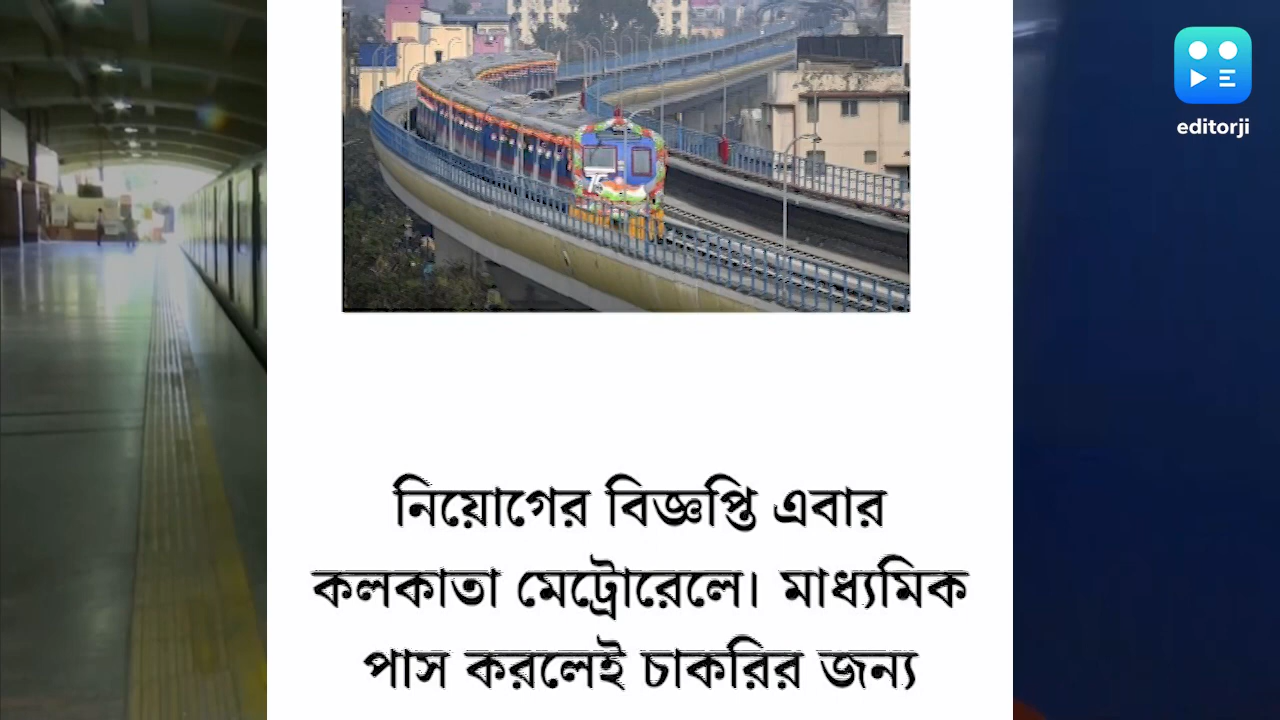 editorji
নিয়োগের বিজ্ঞপ্তি এবার
কলকাতা মেট্রোরেলে। মাধ্যমিক
পাস করলেই চাকরির জন্য